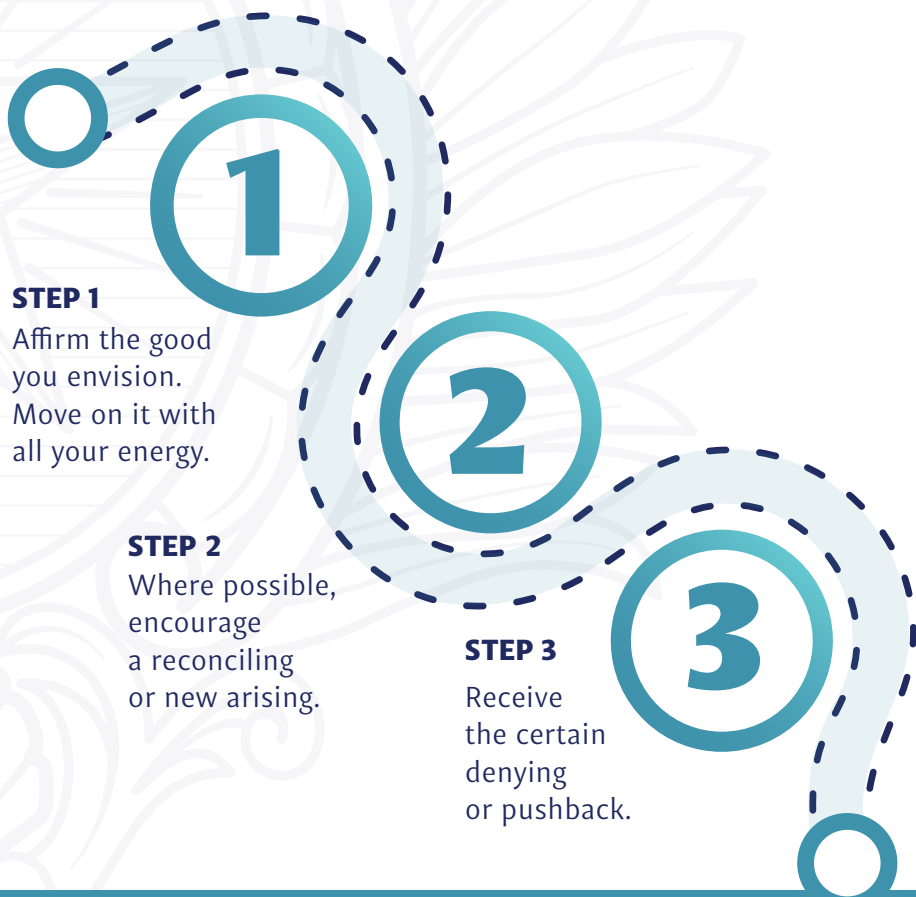 1
STEP 1
Affirm the good
you envision.
Move on it with
all your energy.
2
STEP 2
Where possible,
encourage
a reconciling
or new arising.
3
STEP 3
Receive
the certain
denying
or pushback.